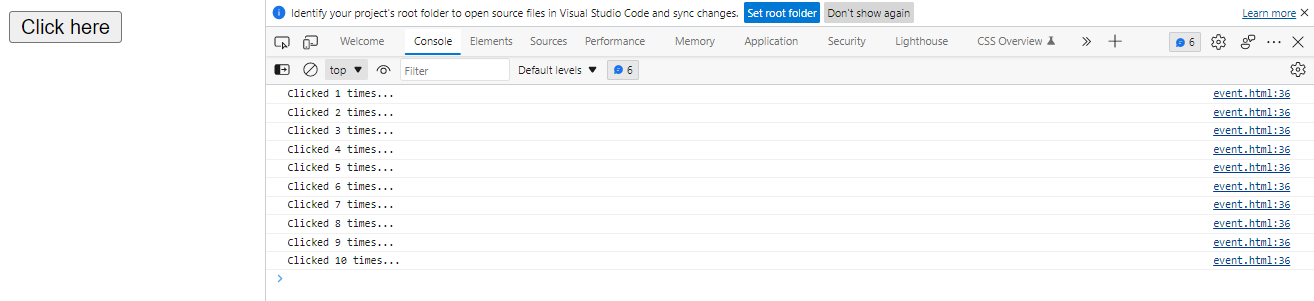 Click here
Identify your project's root folder to open source files in Visual Studio Code and sync changes. Set root folder Don't show again Learn more
Welcome Console Elements Sources Performance Memory Application Security Lighthouse CSS Overview 6
top Filter Default levels 6
Clicked 1 times... event.html:36
Clicked 2 times... event.html:36
Clicked 3 times... event.html:36
Clicked 4 times... event.html:36
Clicked 5 times... event.html:36
Clicked 6 times... event.html:36
Clicked 7 times... event.html:36
Clicked 8 times... event.html:36
Clicked 9 times... event.html:36
Clicked 10 times... event.html:36